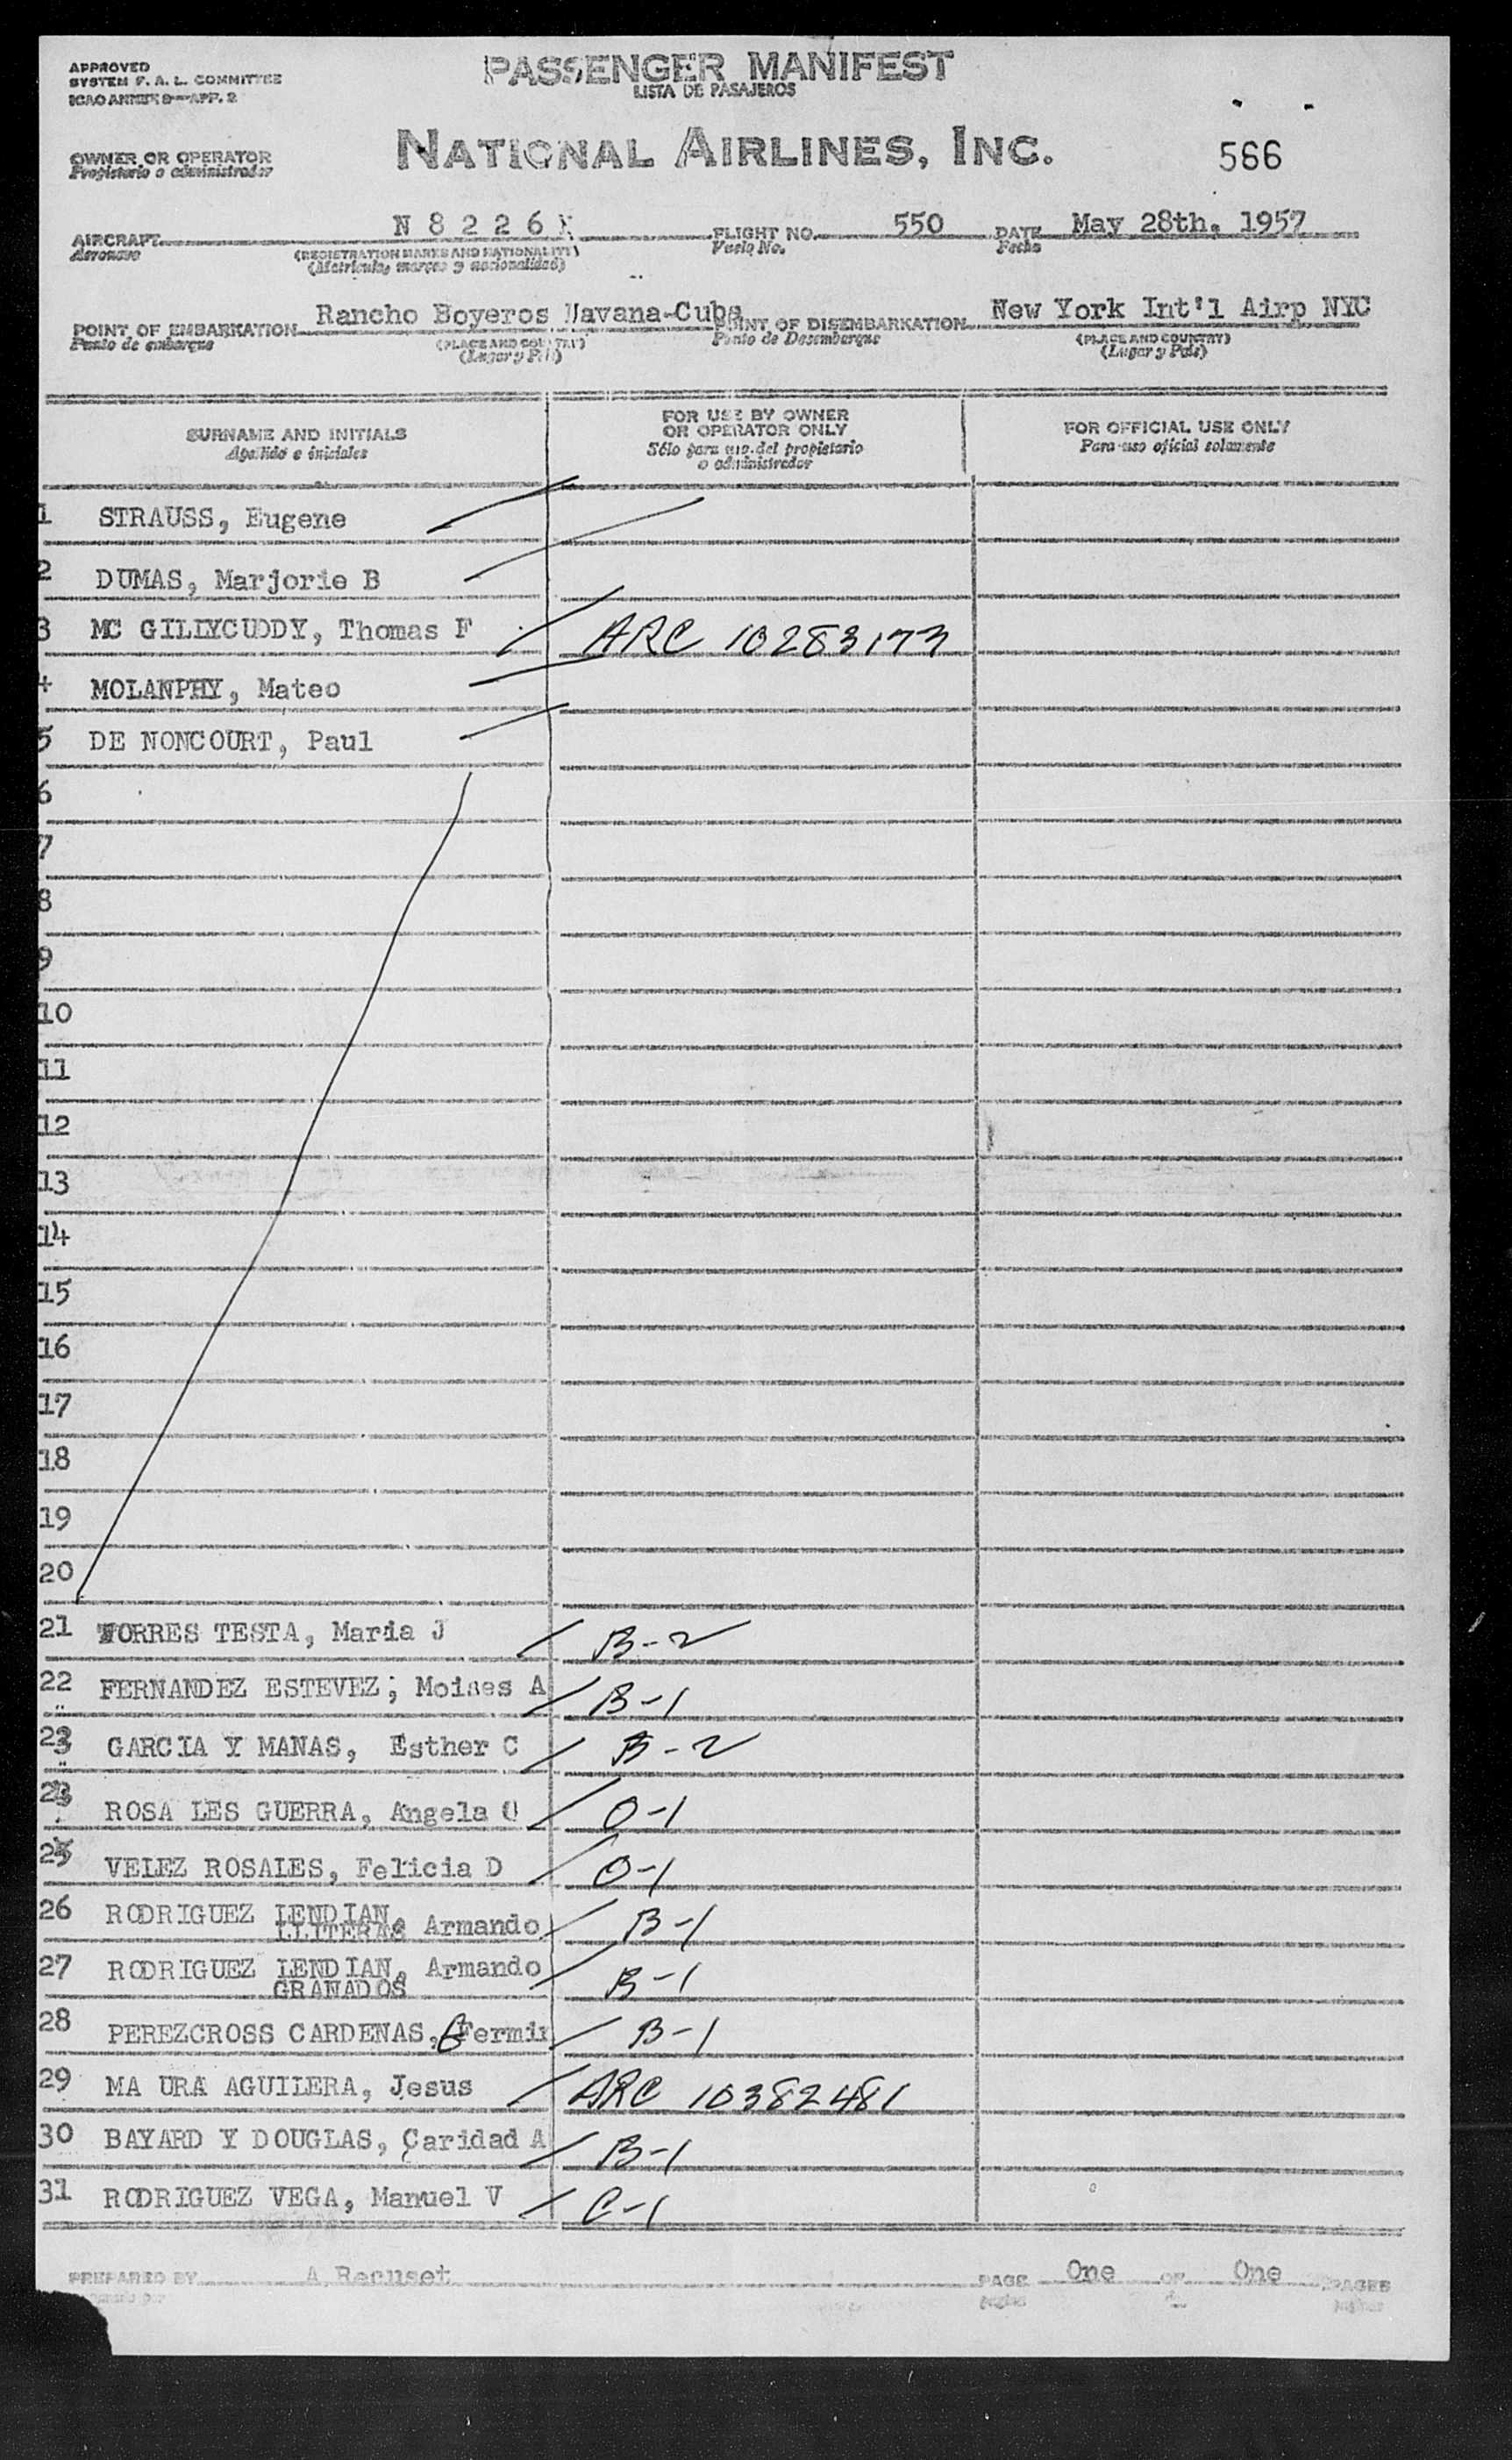 APPROVED
SYSTEM F. A. L. COMMITTEE
ICAO ANNEX 9—APP. 2
PASSENGER MANIFEST
LISTA DE PASAJEROS
OWNER OR OPERATOR
Propietario o administrador
NATIONAL AIRLINES, INC.
566
AIRCRAFT N 8 2 2 6 FLIGHT NO. 550 DATE May 28th, 1957
Aeronave (REGISTRATION MARKS AND NATIONALITY) Vuelo No. Fecha
(Matricula, marcas y nacionalidad)
POINT OF EMBARKATION Rancho Boyeros Havana-Cuba POINT OF DISEMBARKATION New York Int'l Airp NYC
Punto de embarque (PLACE AND COUNTRY) Punto de Desembarque (PLACE AND COUNTRY)
(Lugar y País) (Lugar y País)
SURNAME AND INITIALS
Apellido e iniciales
FOR USE BY OWNER
OR OPERATOR ONLY
Sólo para uso del propietario
o administrador
FOR OFFICIAL USE ONLY
Para uso oficial solamente
1 STRAUSS, Eugene
2 DUMAS, Marjorie B
3 MC GILLYCUDDY, Thomas F ARC 10283173
4 MOLANPHY, Mateo
5 DE NONCOURT, Paul
6
7
8
9
10
11
12
13
14
15
16
17
18
19
20
21 TORRES TESTA, Maria J B-2
22 FERNANDEZ ESTEVEZ; Moises A B-1
23 GARCIA Y MANAS, Esther C B-2
ROSA LES GUERRA, Angela O-1
25 VELEZ ROSALES, Felicia D O-1
26 RODRIGUEZ LENDIAN, Armando B-1
LLITERAS
27 RODRIGUEZ LENDIAN, Armando B-1
GRANADOS
28 PEREZCROSS CARDENAS, Fermin B-1
29 MA URA AGUILERA, Jesus ARC 10382481
30 BAYARD Y DOUGLAS, Caridad A B-1
31 RODRIGUEZ VEGA, Manuel V C-1
PREPARED BY A Recuset PAGE One OF One PAGES